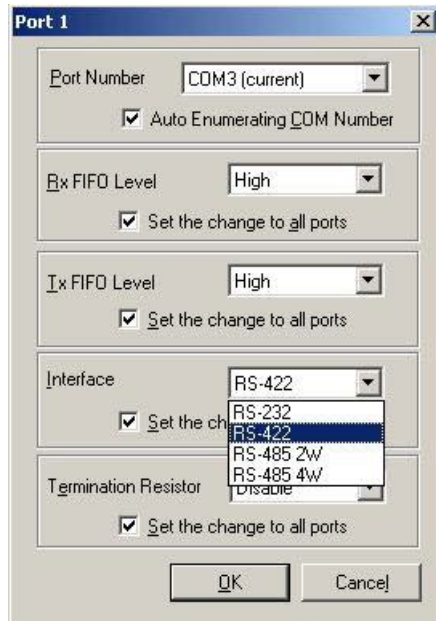 Port 1
Port Number COM3 (current)
Auto Enumerating COM Number
Rx FIFO Level High
Set the change to all ports
Tx FIFO Level High
Set the change to all ports
Interface RS-422
RS-232
Set the ch RS-422
RS-485 2W
RS-485 4W
Termination Resistor Disable
Set the change to all ports
OK Cancel